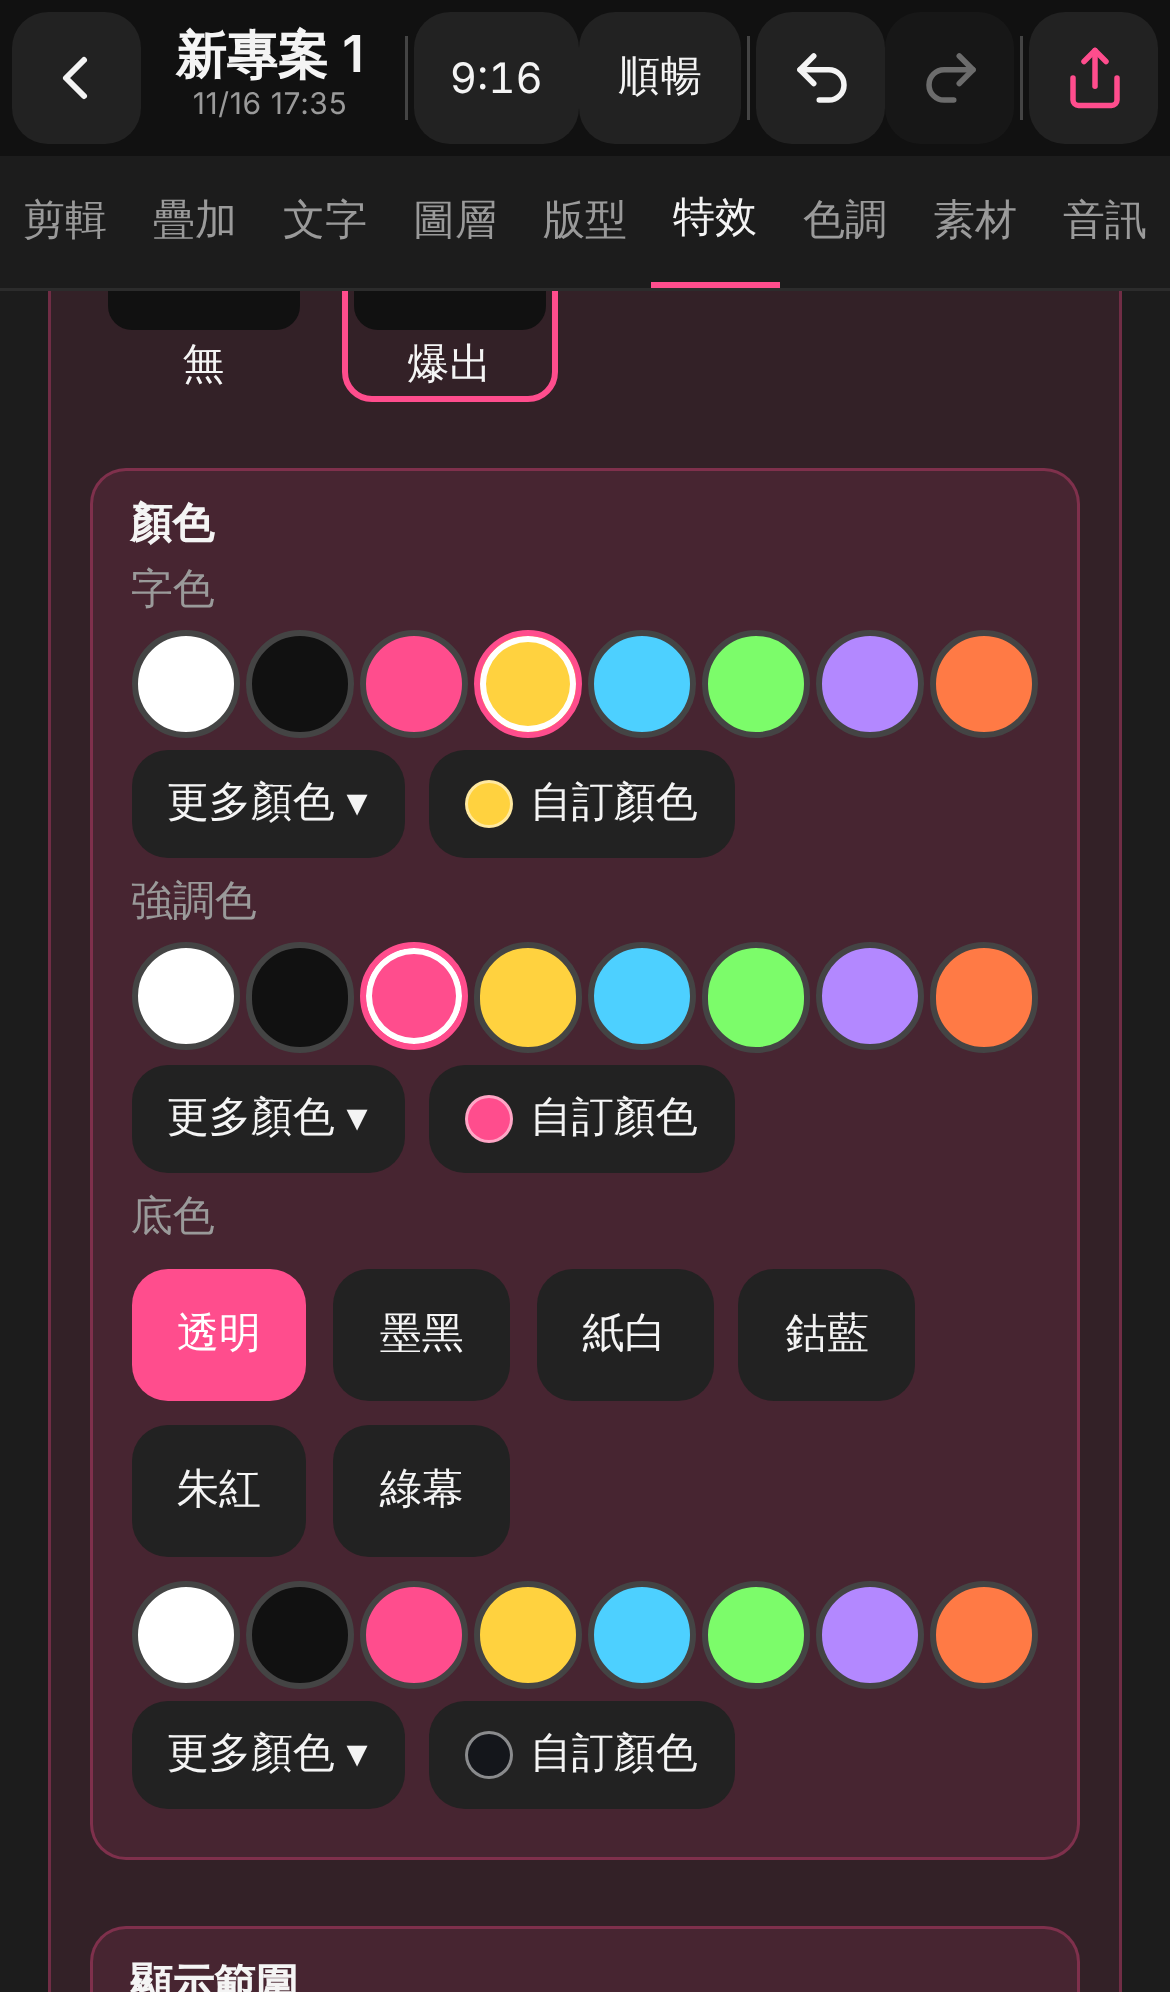 新專案 1
11/16 17:35
9:16
順暢
剪輯 疊加 文字 圖層 版型 特效 色調 素材 音訊
無 爆出
顏色
字色
更多顏色 ▾ 自訂顏色
強調色
更多顏色 ▾ 自訂顏色
底色
透明 墨黑 紙白 鈷藍
朱紅 綠幕
更多顏色 ▾ 自訂顏色
顯示範圍